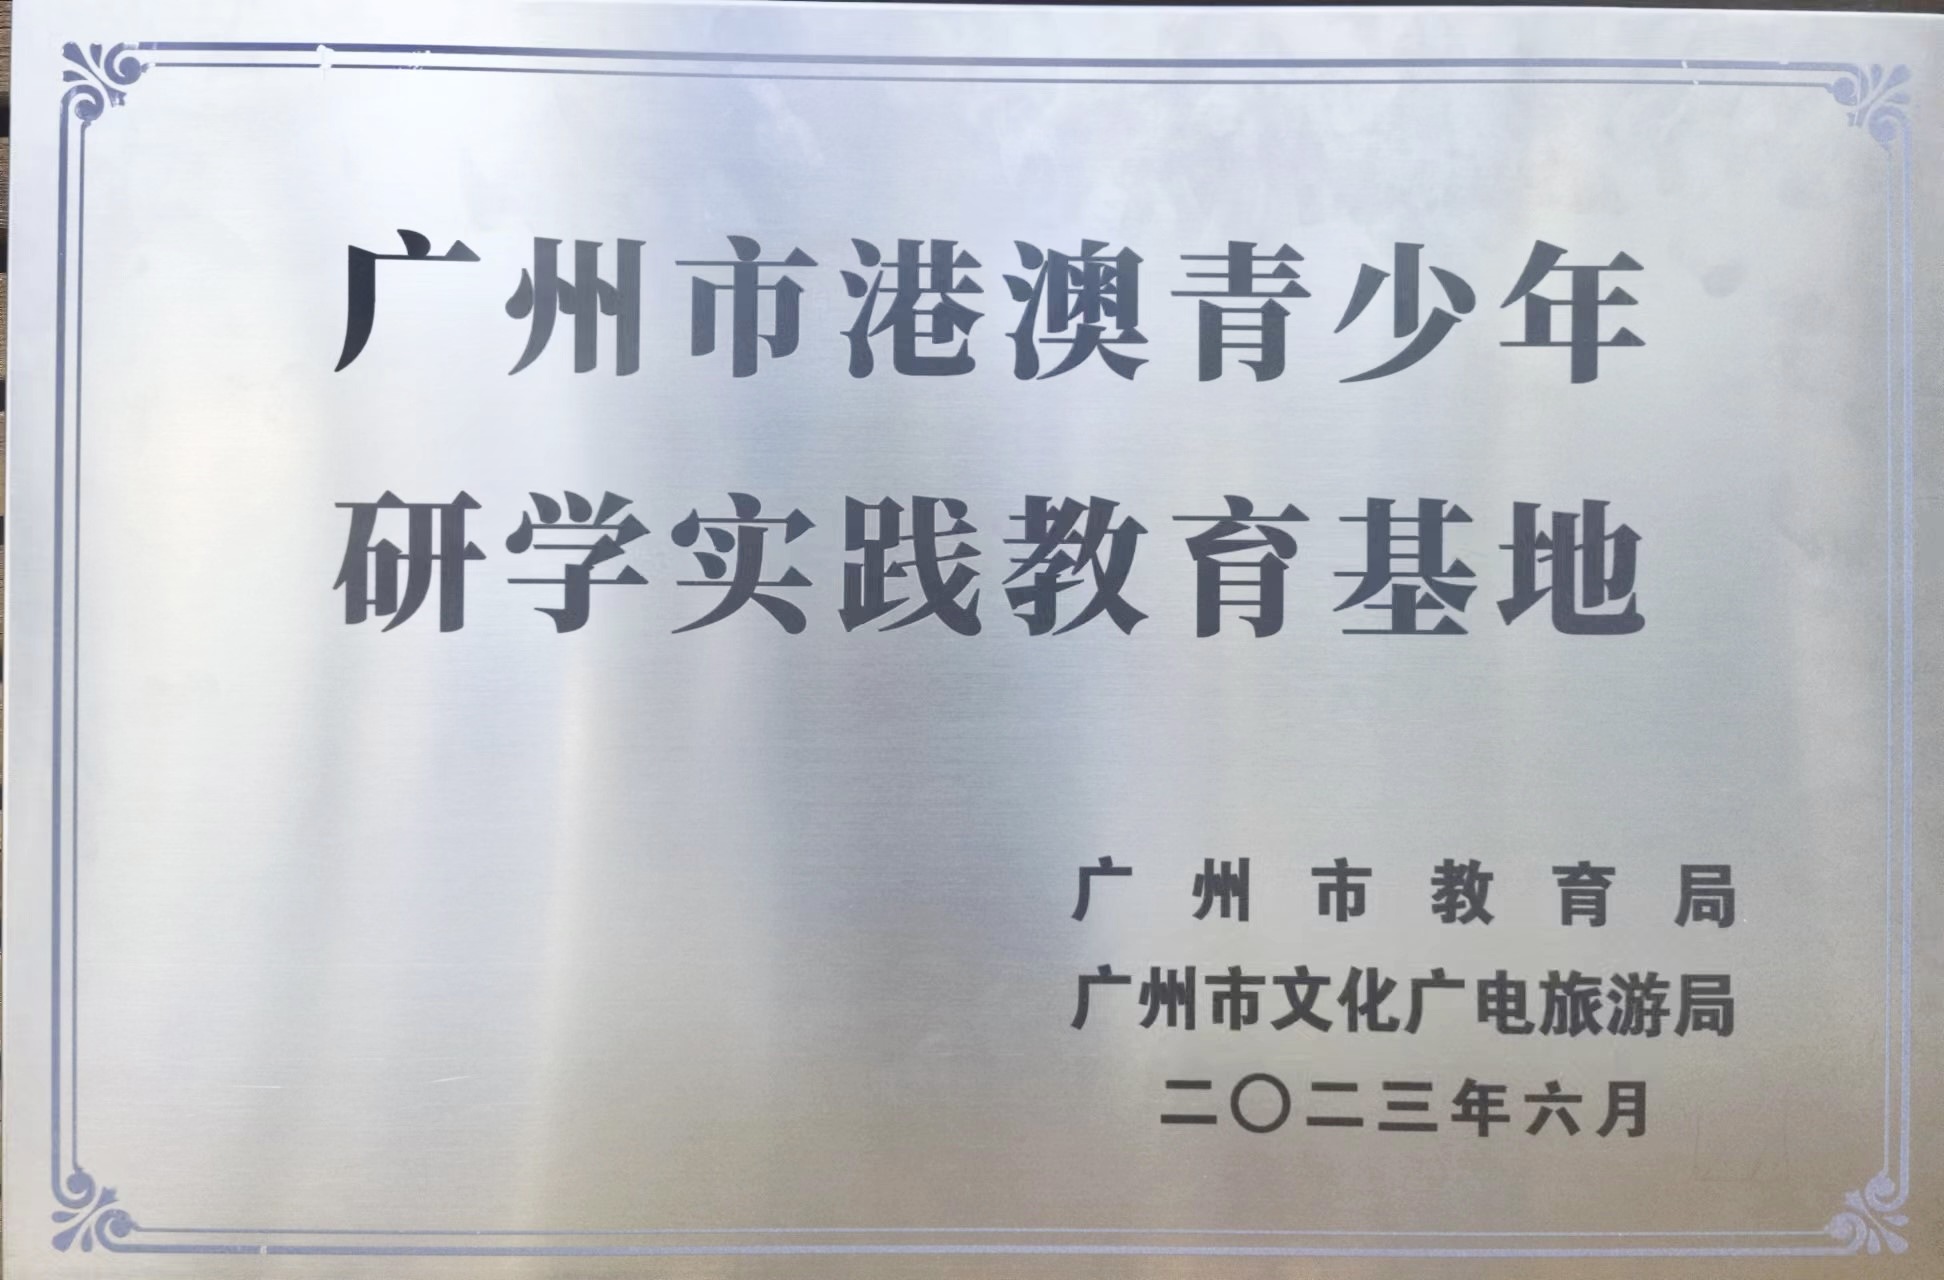 广州市港澳青少年
研学实践教育基地
广州市教育局
广州市文化广电旅游局
二〇二三年六月